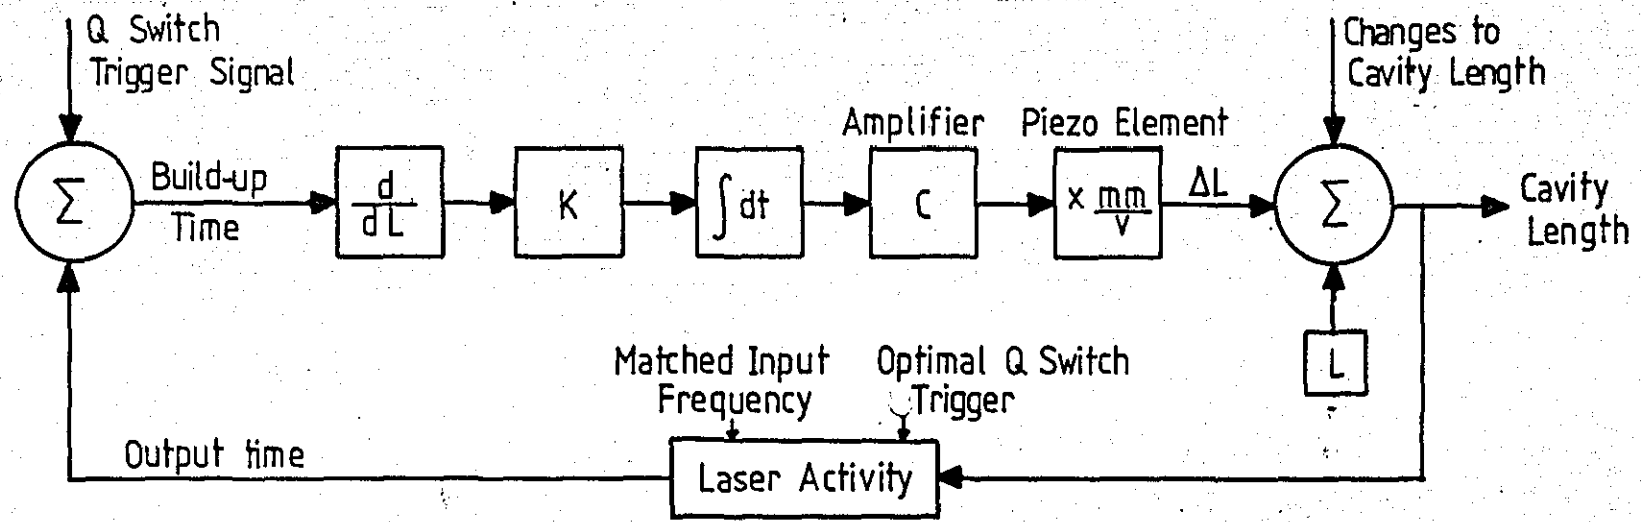 Q Switch
Trigger Signal
Changes to
Cavity Length
Amplifier
Piezo Element
Σ
Build-up
Time
d
dL
K
∫dt
C
x mm
V
ΔL
Σ
Cavity
Length
L
Matched Input
Frequency
Optimal Q Switch
Trigger
Output time
Laser Activity